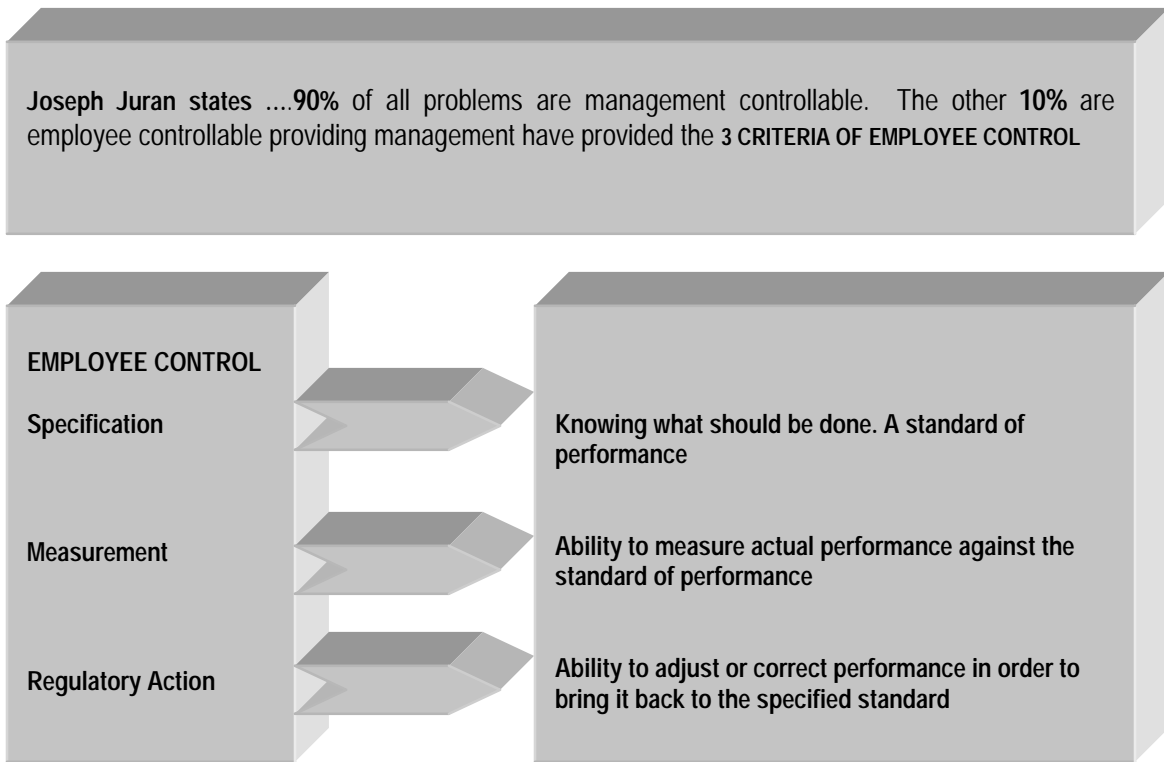 Joseph Juran states ....90% of all problems are management controllable. The other 10% are
employee controllable providing management have provided the 3 CRITERIA OF EMPLOYEE CONTROL
EMPLOYEE CONTROL
Specification
Knowing what should be done. A standard of
performance
Measurement
Ability to measure actual performance against the
standard of performance
Regulatory Action
Ability to adjust or correct performance in order to
bring it back to the specified standard